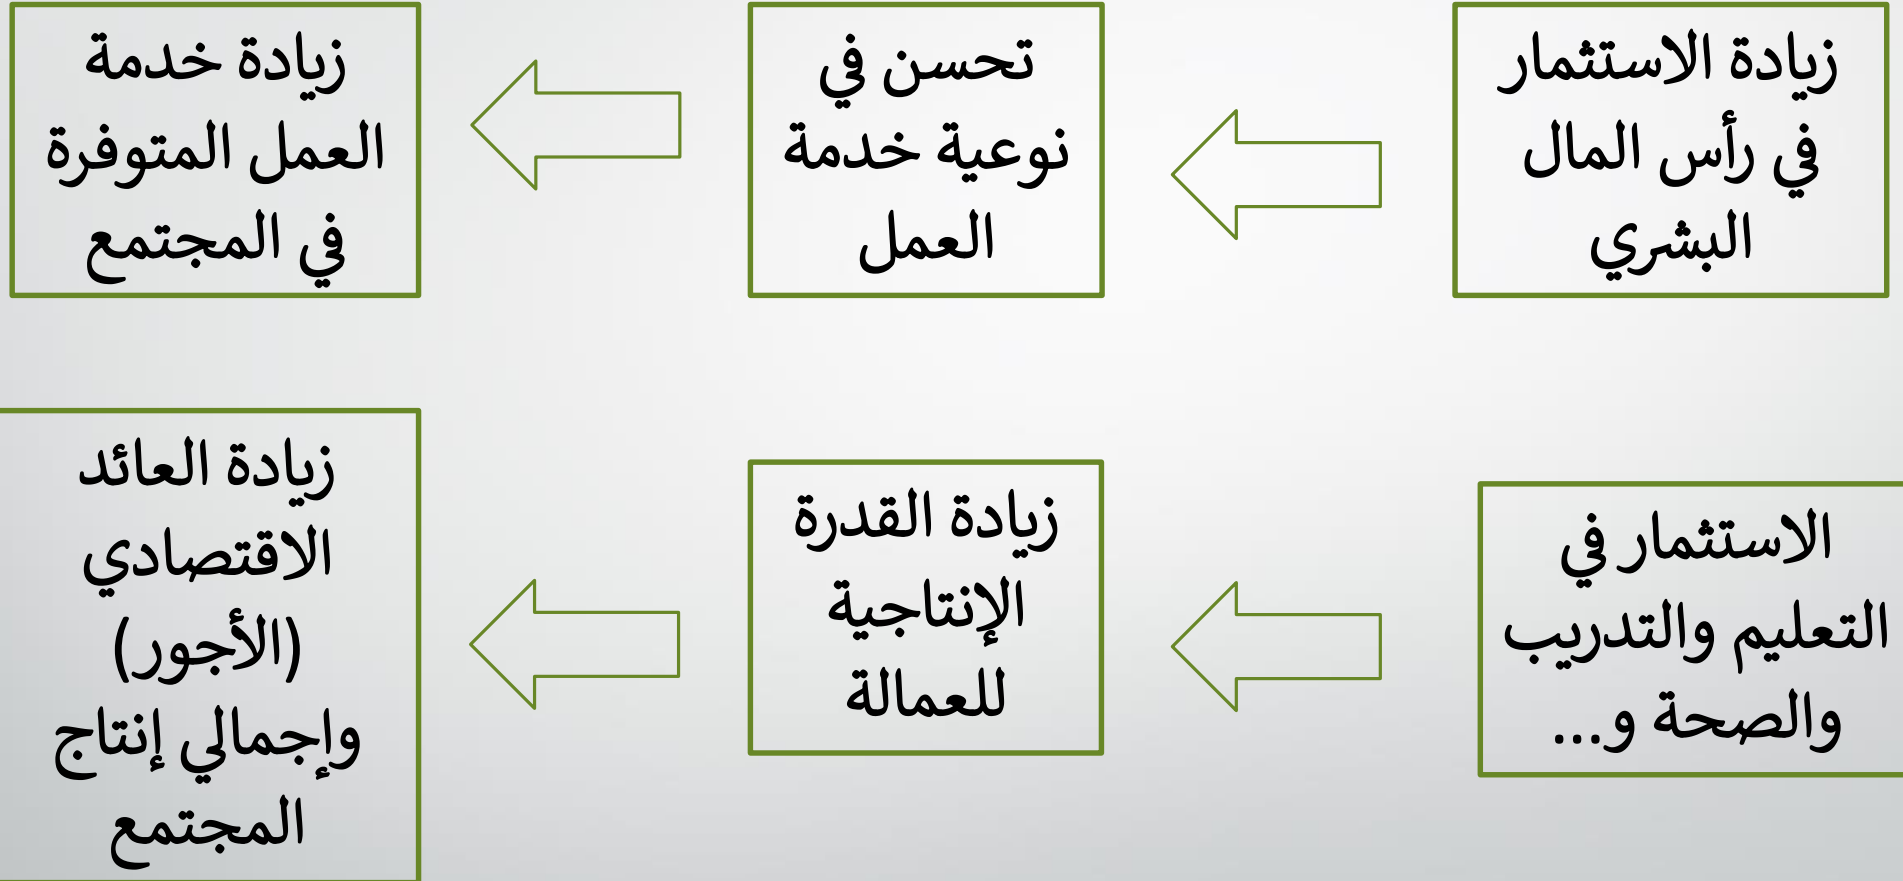 زيادة الاستثمار
في رأس المال
البشري
تحسن في
نوعية خدمة
العمل
زيادة خدمة
العمل المتوفرة
في المجتمع
الاستثمار في
التعليم والتدريب
والصحة و...
زيادة القدرة
الإنتاجية
للعمالة
زيادة العائد
الاقتصادي
(الأجور)
وإجمالي إنتاج
المجتمع